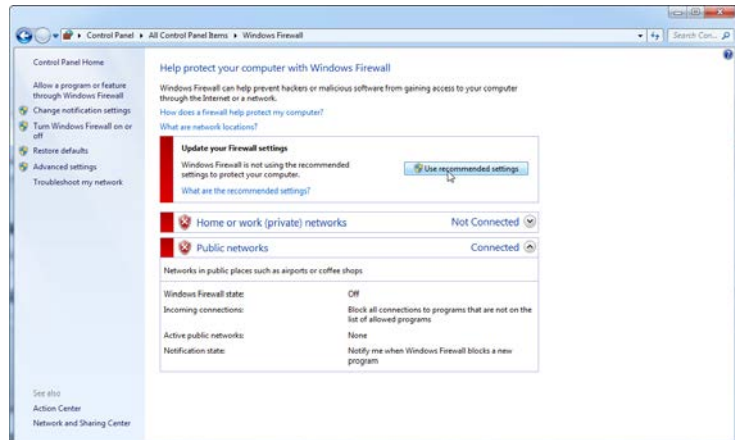 Control Panel ▸ All Control Panel Items ▸ Windows Firewall
Search Con...
Control Panel Home
Allow a program or feature
through Windows Firewall
Change notification settings
Turn Windows Firewall on or
off
Restore defaults
Advanced settings
Troubleshoot my network
See also
Action Center
Network and Sharing Center
Help protect your computer with Windows Firewall
Windows Firewall can help prevent hackers or malicious software from gaining access to your computer
through the Internet or a network.
How does a firewall help protect my computer?
What are network locations?
Update your Firewall settings
Windows Firewall is not using the recommended
settings to protect your computer.
Use recommended settings
What are the recommended settings?
Home or work (private) networks Not Connected
Public networks Connected
Networks in public places such as airports or coffee shops
Windows Firewall state: Off
Incoming connections: Block all connections to programs that are not on the
list of allowed programs
Active public networks: None
Notification state: Notify me when Windows Firewall blocks a new
program